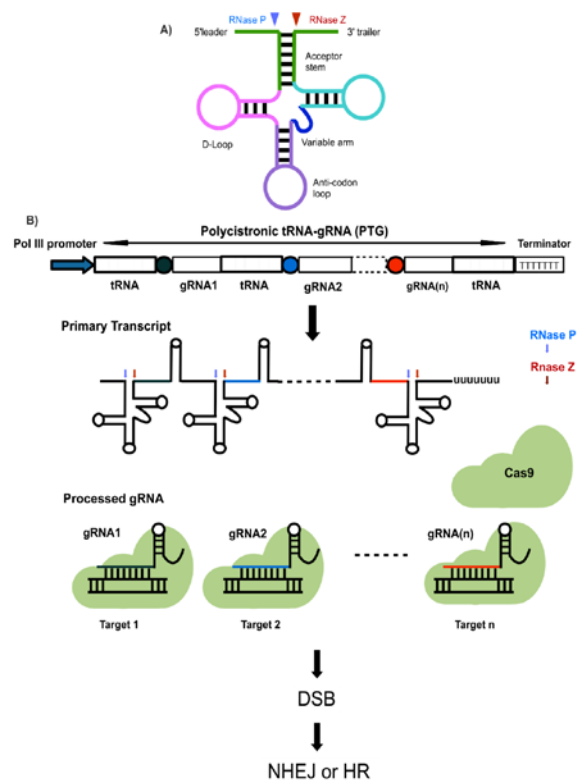 A)
RNase P
RNase Z
5'leader
3' trailer
Acceptor
stem
D-Loop
Variable arm
Anti-codon
loop
B)
Polycistronic tRNA-gRNA (PTG)
Pol III promoter
Terminator
TTTTTTT
tRNA
gRNA1
tRNA
gRNA2
gRNA(n)
tRNA
Primary Transcript
RNase P
Rnase Z
uuuuuuu
Cas9
Processed gRNA
gRNA1
gRNA2
gRNA(n)
Target 1
Target 2
Target n
DSB
NHEJ or HR